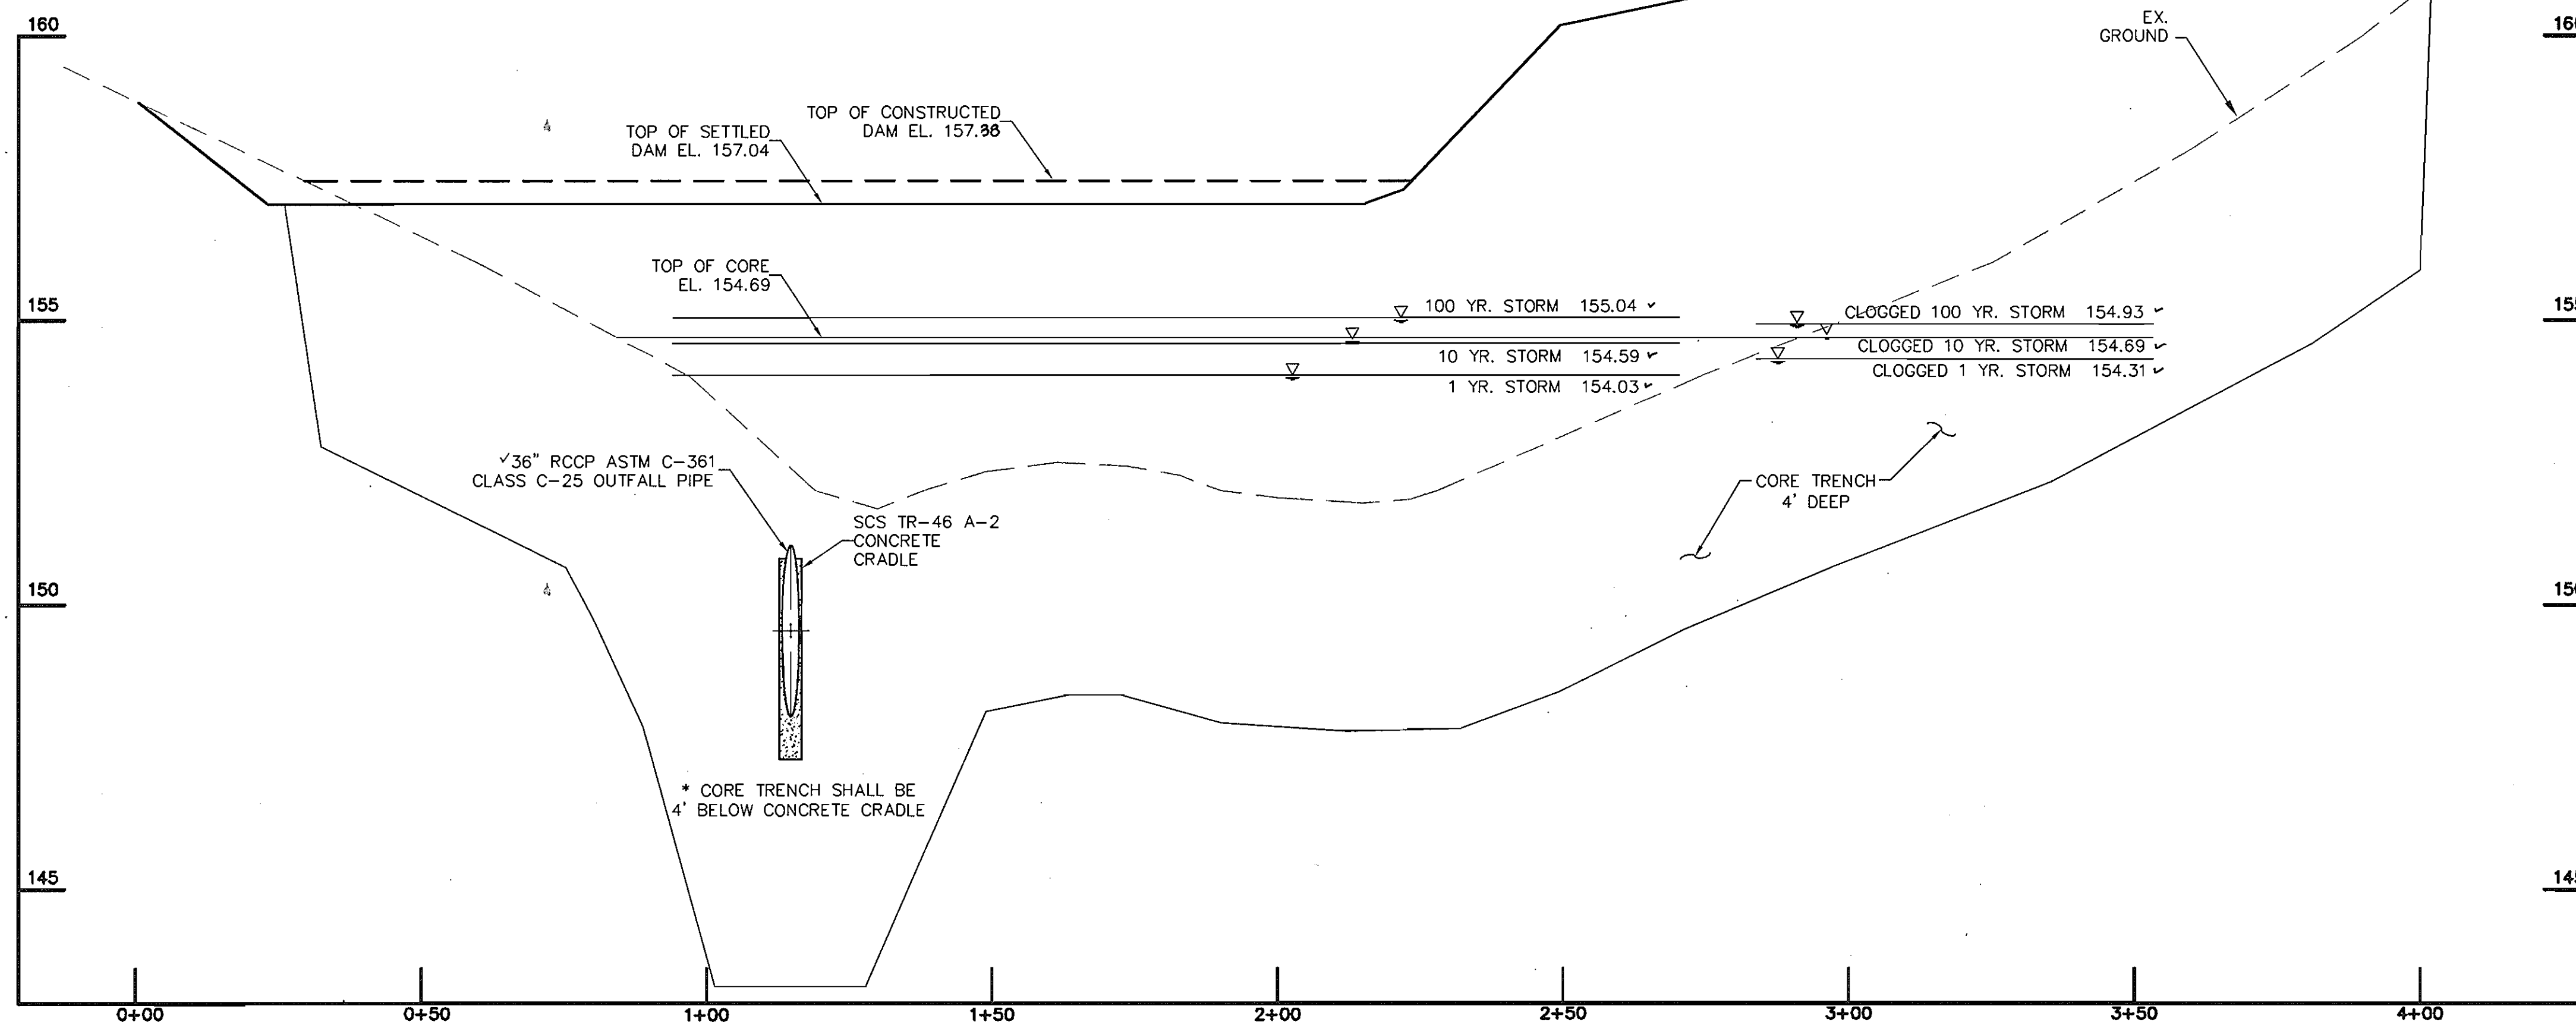 160
EX.
GROUND
160
TOP OF CONSTRUCTED
DAM EL. 157.38
TOP OF SETTLED
DAM EL. 157.04
TOP OF CORE
EL. 154.69
155
100 YR. STORM 155.04
CLOGGED 100 YR. STORM 154.93
10 YR. STORM 154.59
CLOGGED 10 YR. STORM 154.69
1 YR. STORM 154.03
CLOGGED 1 YR. STORM 154.31
36" RCCP ASTM C-361
CLASS C-25 OUTFALL PIPE
CORE TRENCH
4' DEEP
SCS TR-46 A-2
CONCRETE
CRADLE
150
* CORE TRENCH SHALL BE
4' BELOW CONCRETE CRADLE
145
0+00 0+50 1+00 1+50 2+00 2+50 3+00 3+50 4+00